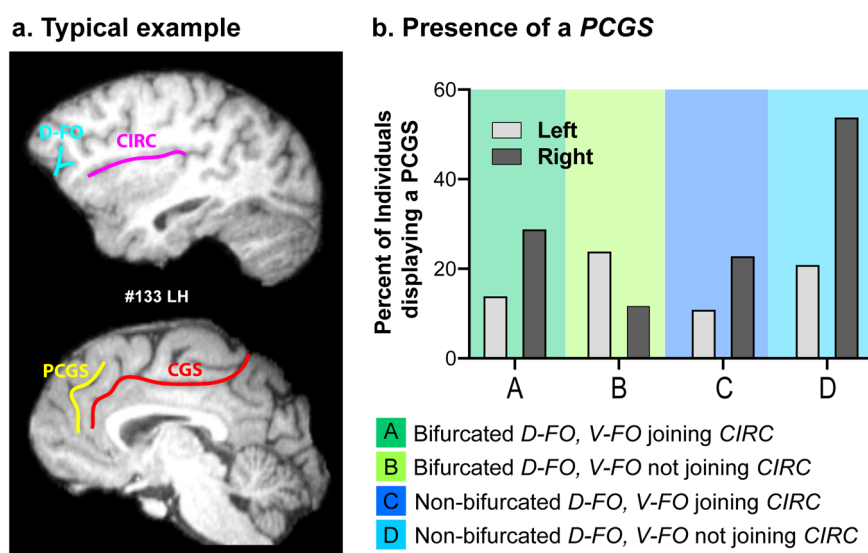 a. Typical example
D-FO
CIRC
#133 LH
PCGS
CGS
b. Presence of a PCGS
Percent of Individuals
displaying a PCGS
60
40
20
0
Left
Right
A
B
C
D
A Bifurcated D-FO, V-FO joining CIRC
B Bifurcated D-FO, V-FO not joining CIRC
C Non-bifurcated D-FO, V-FO joining CIRC
D Non-bifurcated D-FO, V-FO not joining CIRC